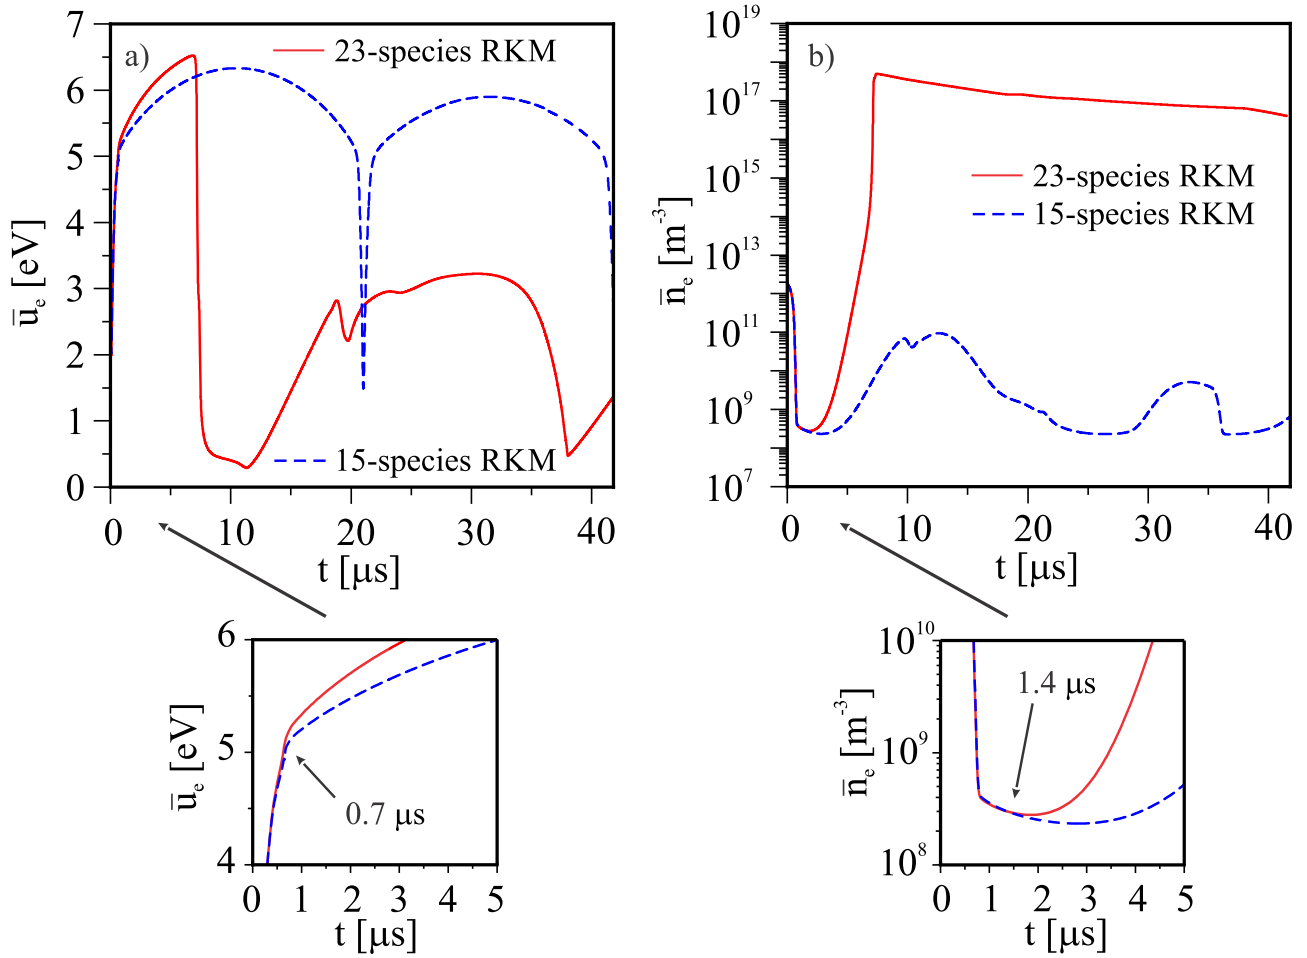 a)
23-species RKM
15-species RKM
7
6
5
4
3
2
1
0
u̅e [eV]
0 10 20 30 40
t [μs]
b)
23-species RKM
15-species RKM
10^19
10^17
10^15
10^13
10^11
10^9
10^7
n̅e [m^-3]
0 10 20 30 40
t [μs]
6
5
4
u̅e [eV]
0.7 μs
0 1 2 3 4 5
t [μs]
10^10
10^9
10^8
n̅e [m^-3]
1.4 μs
0 1 2 3 4 5
t [μs]